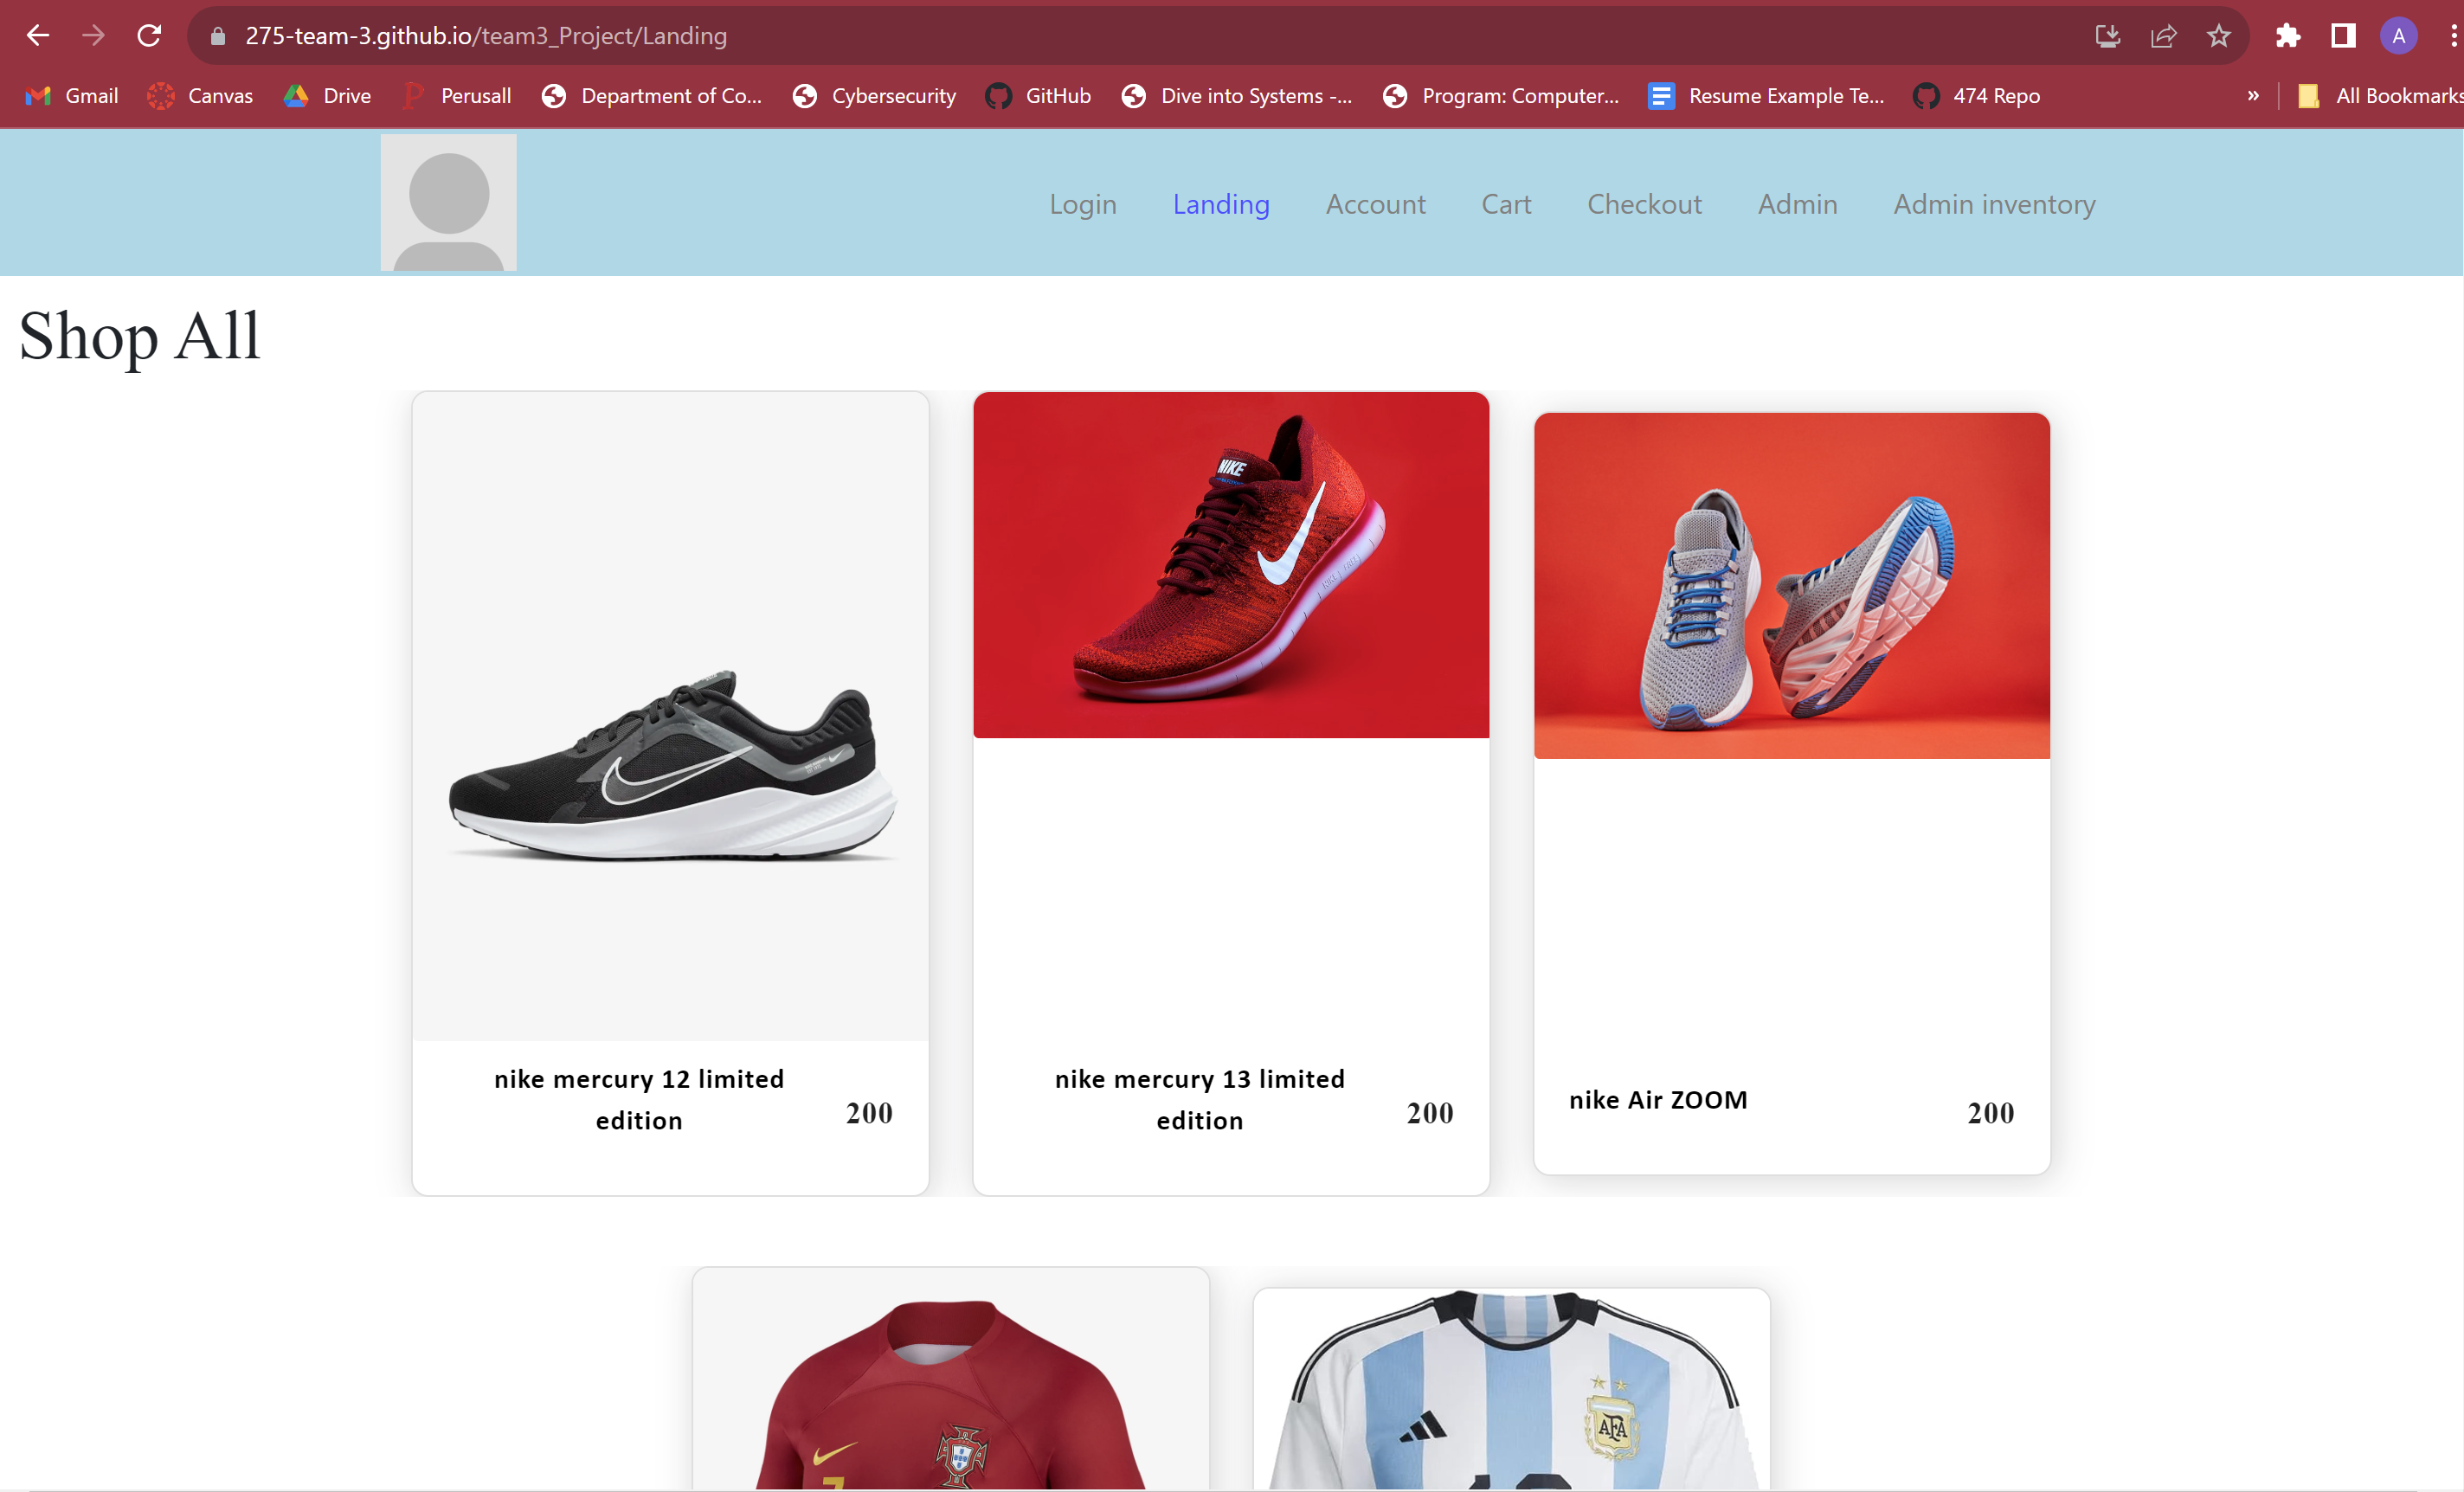 275-team-3.github.io/team3_Project/Landing
A
Gmail Canvas Drive Perusall Department of Co... Cybersecurity GitHub Dive into Systems -... Program: Computer... Resume Example Te... 474 Repo » All Bookmarks
Login Landing Account Cart Checkout Admin Admin inventory
Shop All
NIKE
nike mercury 12 limited
edition
200
nike mercury 13 limited
edition
200
nike Air ZOOM
200
AFA